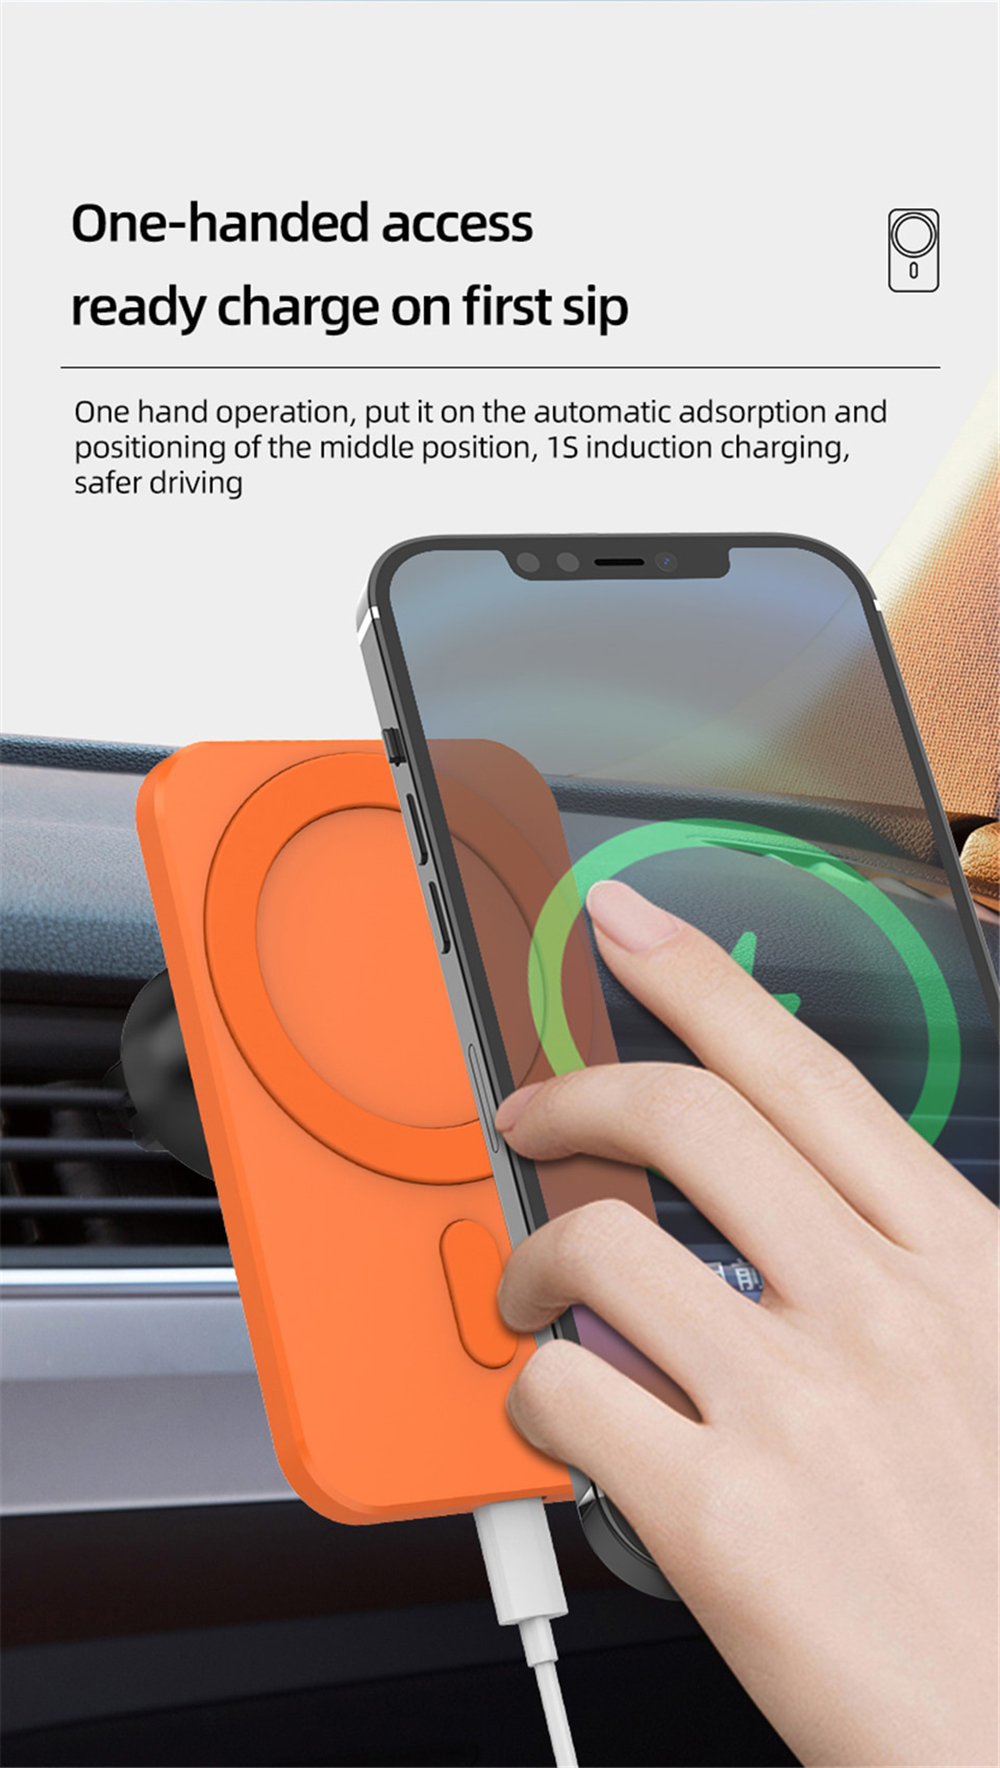 One-handed access
ready charge on first sip
One hand operation, put it on the automatic adsorption and
positioning of the middle position, 1S induction charging,
safer driving